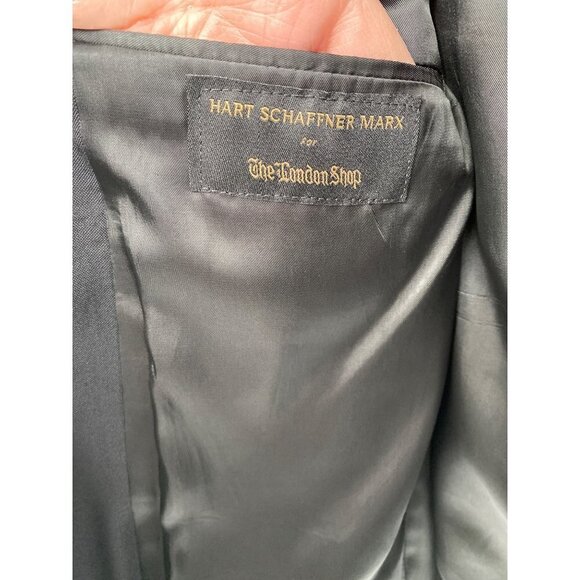 HART SCHAFFNER MARX
FOR
The London Shop